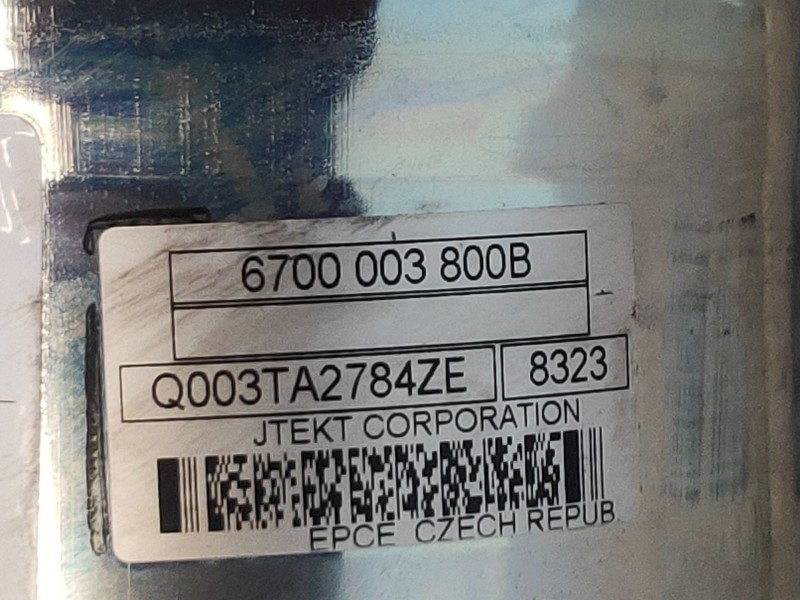 6700 003 800B
Q003TA2784ZE 8323
JTEKT CORPORATION
EPCE CZECH REPUB